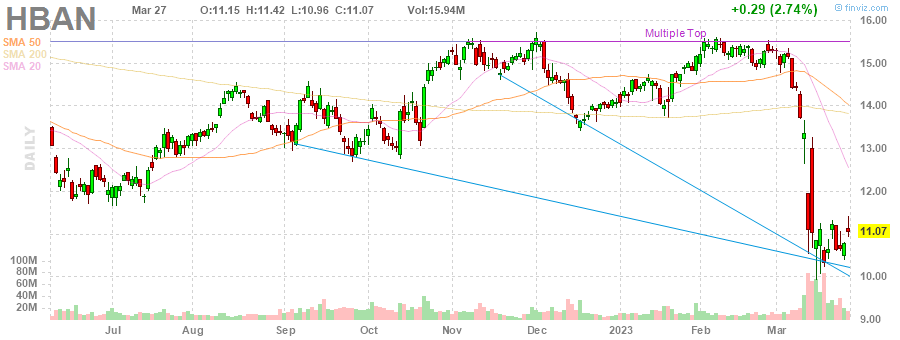 HBAN Mar 27 O:11.15 H:11.42 L:10.96 C:11.07 Vol:15.94M +0.29 (2.74%)
© finviz.com
SMA 50
SMA 200
SMA 20
Multiple Top
DAILY
16.00
15.00
14.00
13.00
12.00
11.07
10.00
9.00
100M
80M
60M
40M
20M
Jul Aug Sep Oct Nov Dec 2023 Feb Mar